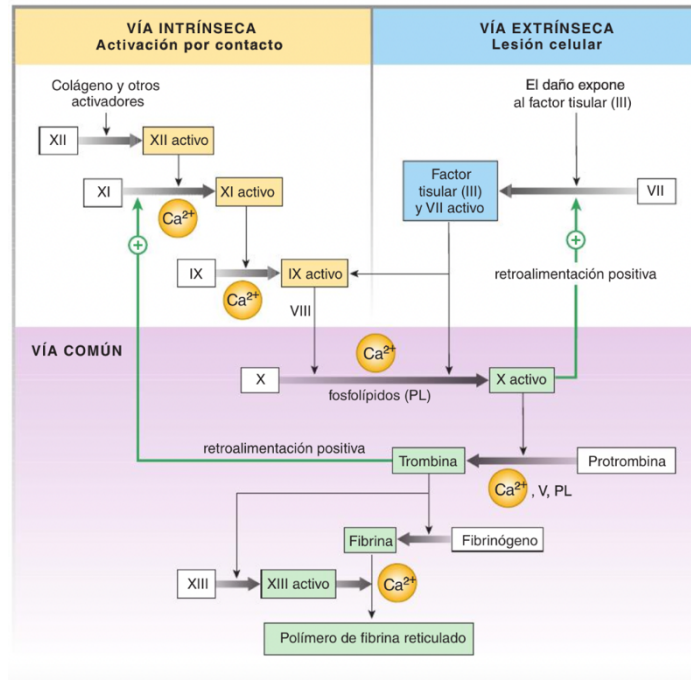 VÍA INTRÍNSECA
Activación por contacto
VÍA EXTRÍNSECA
Lesión celular
Colágeno y otros
activadores
El daño expone
al factor tisular (III)
XII
XII activo
XI
XI activo
Ca2+
Factor
tisular (III)
y VII activo
VII
+
+
IX
IX activo
Ca2+
retroalimentación positiva
VIII
VÍA COMÚN
Ca2+
X
X activo
fosfolípidos (PL)
retroalimentación positiva
Trombina
Protrombina
Ca2+ , V, PL
Fibrina
Fibrinógeno
XIII
XIII activo
Ca2+
Polímero de fibrina reticulado